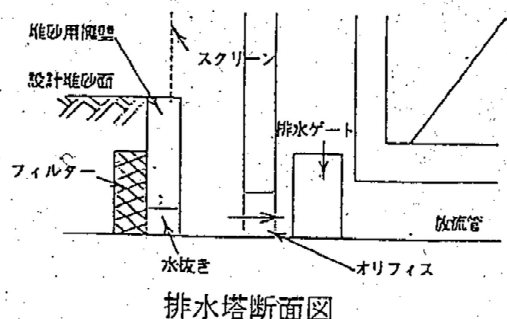 堆砂用擁壁
スクリーン
設計堆砂面
排水ゲート
フィルター
放流管
水抜き
オリフィス
排水塔断面図